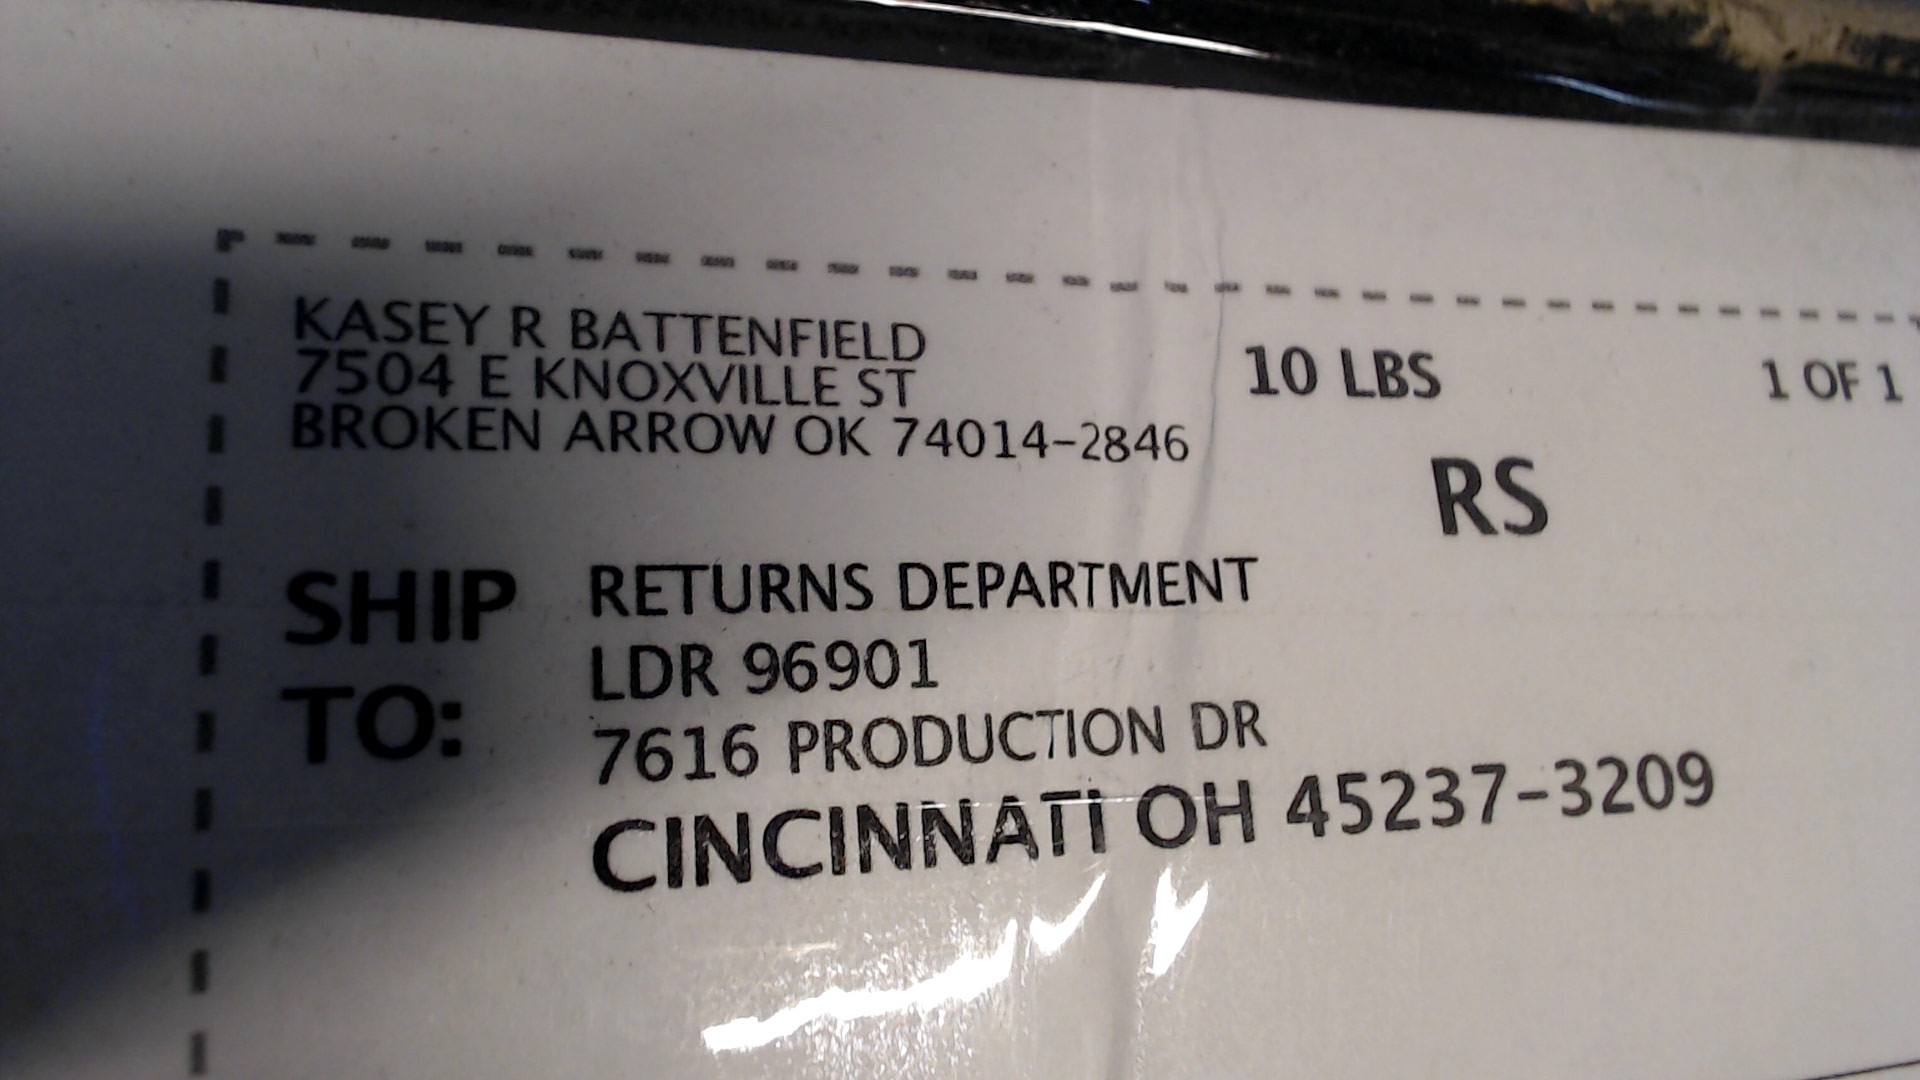 KASEY R BATTENFIELD
7504 E KNOXVILLE ST
BROKEN ARROW OK 74014-2846
10 LBS
1 OF 1
RS
SHIP TO:
RETURNS DEPARTMENT
LDR 96901
7616 PRODUCTION DR
CINCINNATI OH 45237-3209